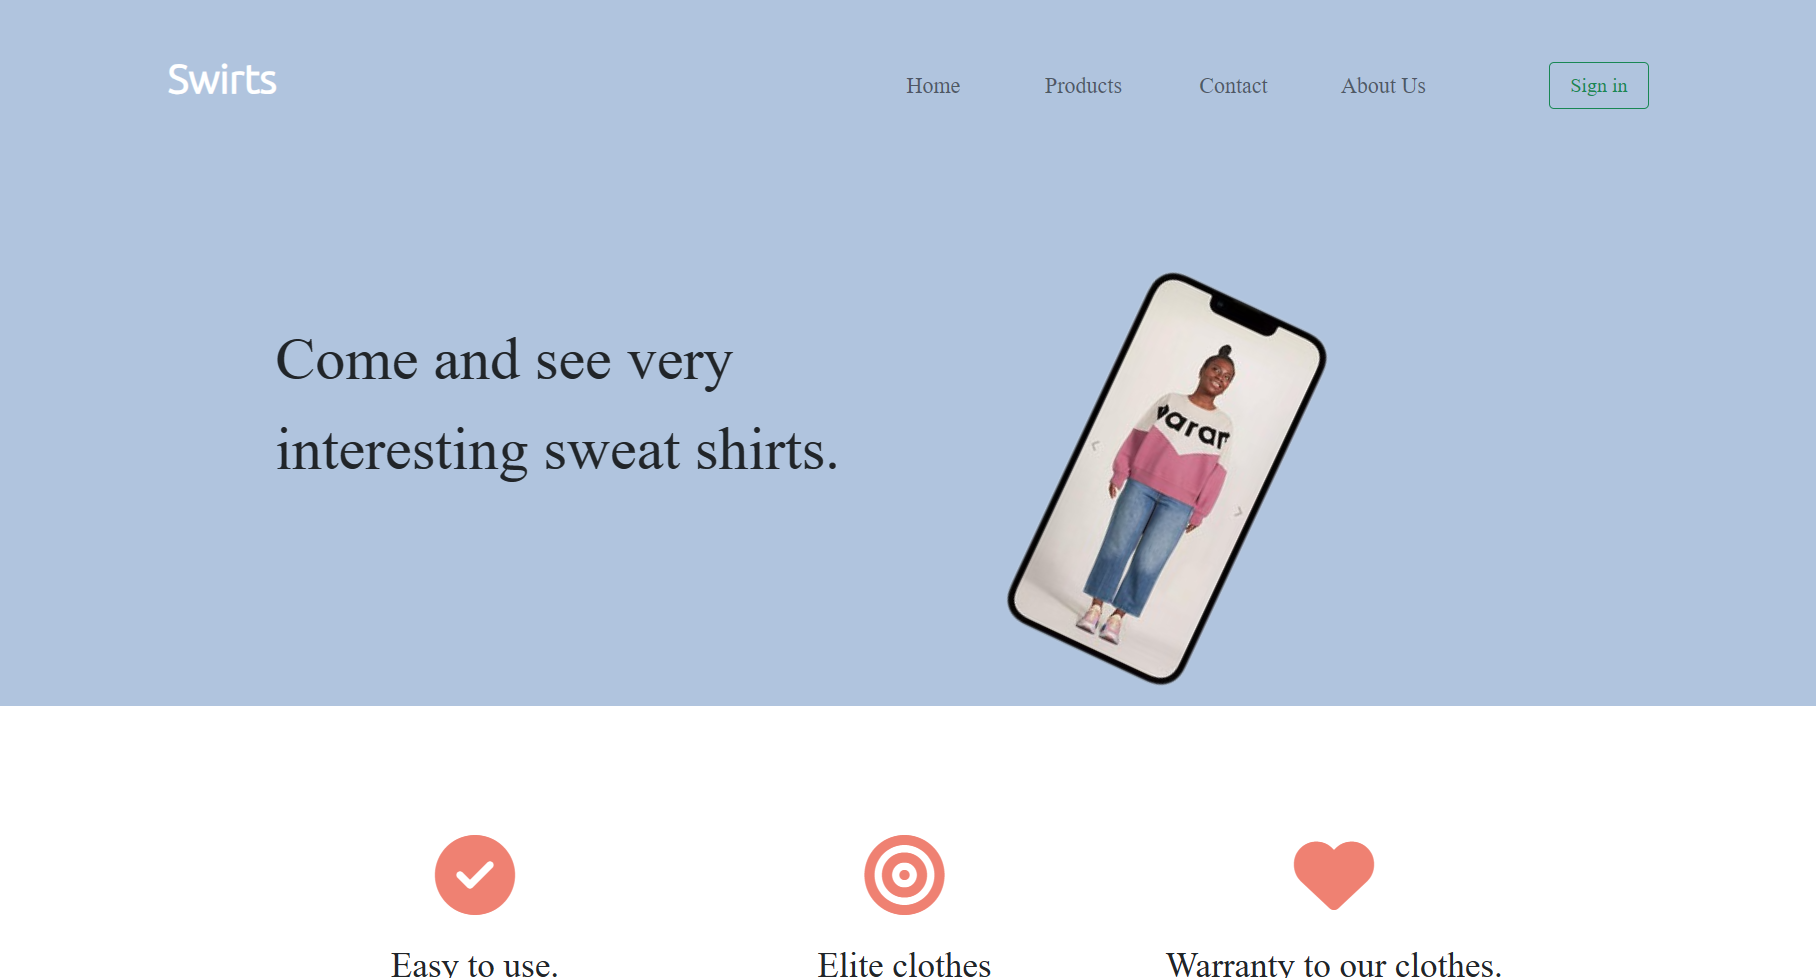 Swirts
Home Products Contact About Us Sign in
Come and see very
interesting sweat shirts.
Easy to use.
Elite clothes
Warranty to our clothes.